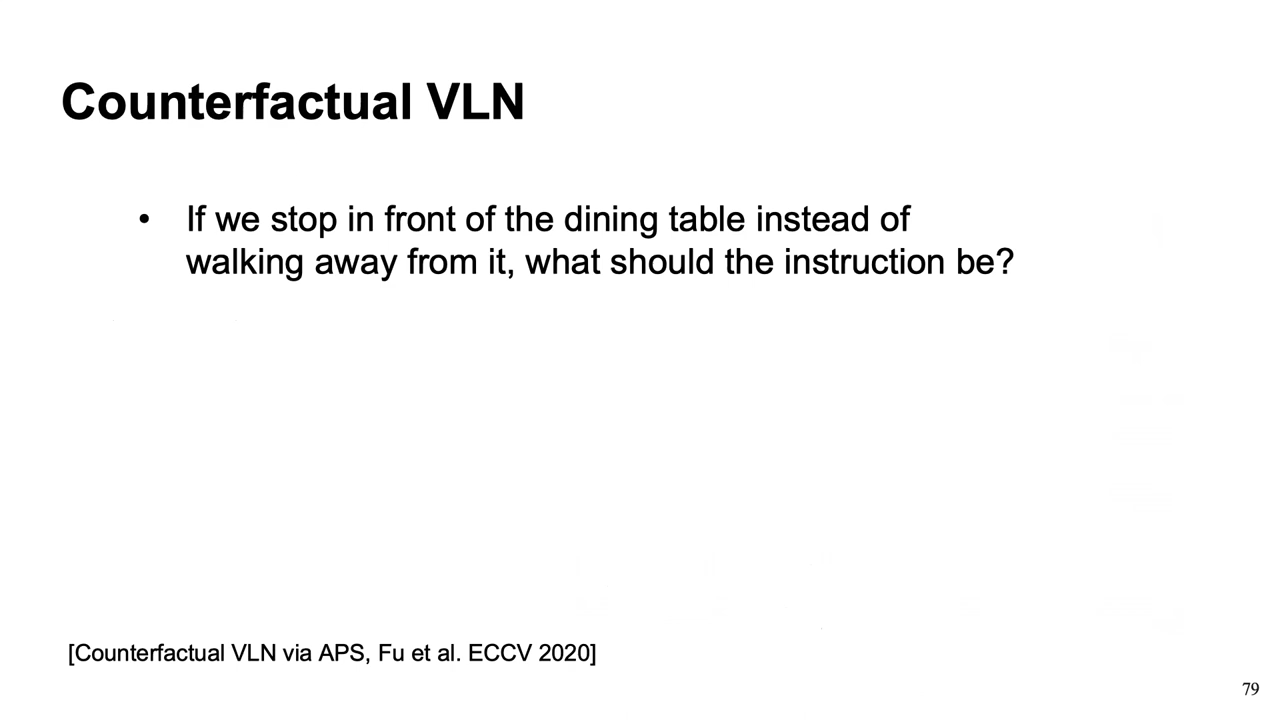 Counterfactual VLN
• If we stop in front of the dining table instead of
walking away from it, what should the instruction be?
[Counterfactual VLN via APS, Fu et al. ECCV 2020]
79